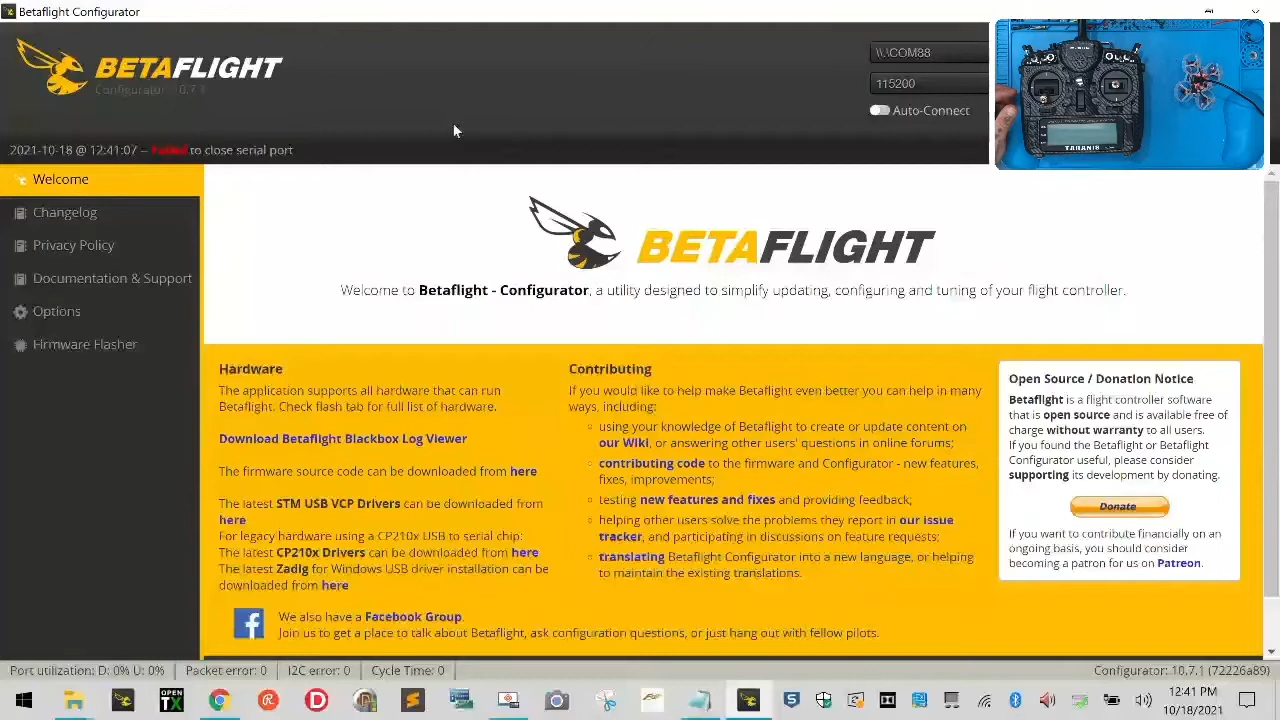 Betaflight Configurator
BETAFLIGHT
Configurator 10.7.1
\\.\COM88
115200
Auto-Connect
TARANIS
2021-10-18 @ 12:41:07 -- Failed to close serial port
Welcome
Changelog
Privacy Policy
Documentation & Support
Options
Firmware Flasher
BETAFLIGHT
Welcome to Betaflight - Configurator, a utility designed to simplify updating, configuring and tuning of your flight controller.
Hardware
The application supports all hardware that can run
Betaflight. Check flash tab for full list of hardware.
Download Betaflight Blackbox Log Viewer
The firmware source code can be downloaded from here
The latest STM USB VCP Drivers can be downloaded from
here
For legacy hardware using a CP210x USB to serial chip:
The latest CP210x Drivers can be downloaded from here
The latest Zadig for Windows USB driver installation can be
downloaded from here
Contributing
If you would like to help make Betaflight even better you can help in many
ways, including:
using your knowledge of Betaflight to create or update content on
our Wiki, or answering other users' questions in online forums;
contributing code to the firmware and Configurator - new features,
fixes, improvements;
testing new features and fixes and providing feedback;
helping other users solve the problems they report in our issue
tracker, and participating in discussions on feature requests;
translating Betaflight Configurator into a new language, or helping
to maintain the existing translations.
Open Source / Donation Notice
Betaflight is a flight controller software
that is open source and is available free of
charge without warranty to all users.
If you found the Betaflight or Betaflight
Configurator useful, please consider
supporting its development by donating.
Donate
If you want to contribute financially on an
ongoing basis, you should consider
becoming a patron for us on Patreon.
We also have a Facebook Group.
Join us to get a place to talk about Betaflight, ask configuration questions, or just hang out with fellow pilots.
Port utilization: D: 0% U: 0%
Packet error: 0
I2C error: 0
Cycle Time: 0
Configurator: 10.7.1 (72226a89)
OPEN
TX
12:41 PM
10/18/2021